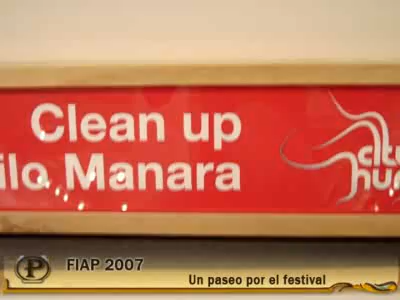 Clean up
ilo Manara
P
FIAP 2007
Un paseo por el festival